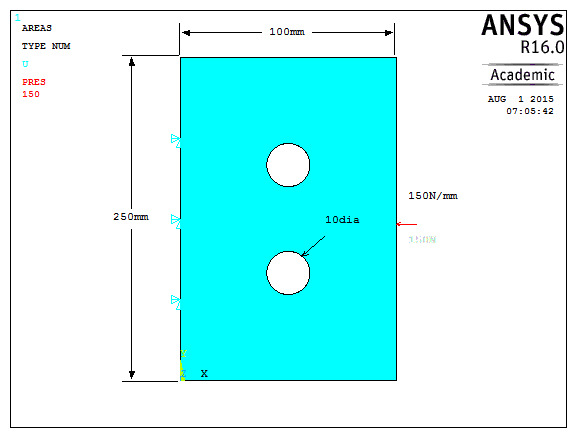 1
AREAS
TYPE NUM
U
PRES
150
100mm
ANSYS
R16.0
Academic
AUG 1 2015
07:05:42
150N/mm
250mm
10dia
150N
Y
Z X